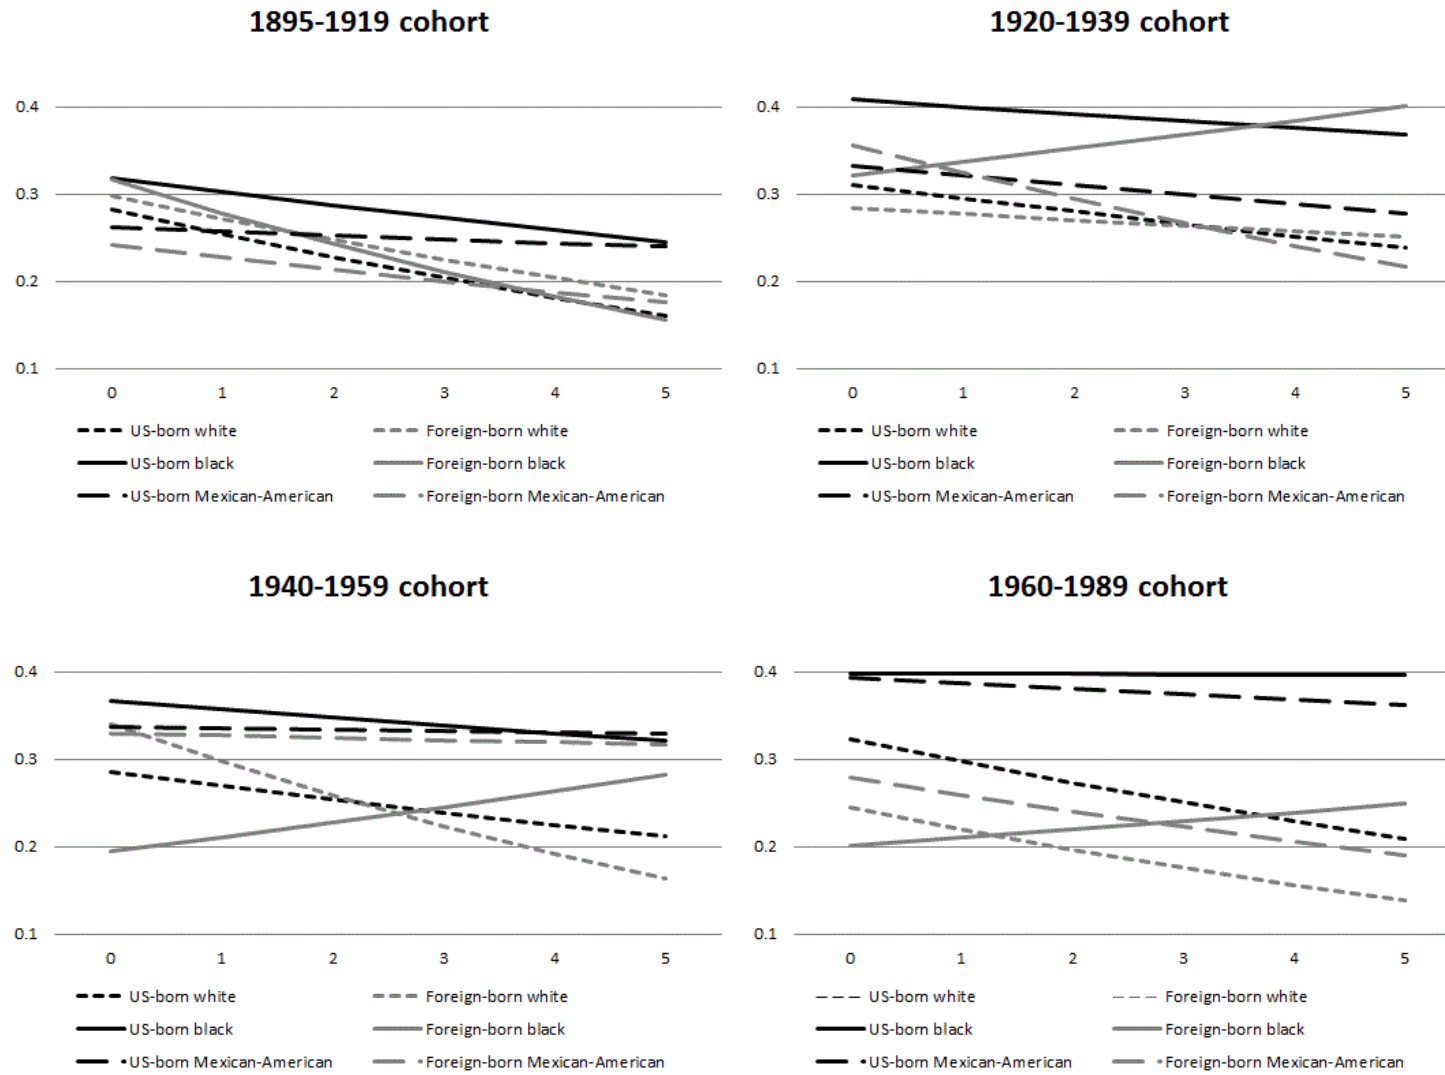 1895-1919 cohort
1920-1939 cohort
0.4
0.3
0.2
0.1
0 1 2 3 4 5
US-born white Foreign-born white
US-born black Foreign-born black
US-born Mexican-American Foreign-born Mexican-American
0.4
0.3
0.2
0.1
0 1 2 3 4 5
US-born white Foreign-born white
US-born black Foreign-born black
US-born Mexican-American Foreign-born Mexican-American
1940-1959 cohort
1960-1989 cohort
0.4
0.3
0.2
0.1
0 1 2 3 4 5
US-born white Foreign-born white
US-born black Foreign-born black
US-born Mexican-American Foreign-born Mexican-American
0.4
0.3
0.2
0.1
0 1 2 3 4 5
US-born white Foreign-born white
US-born black Foreign-born black
US-born Mexican-American Foreign-born Mexican-American